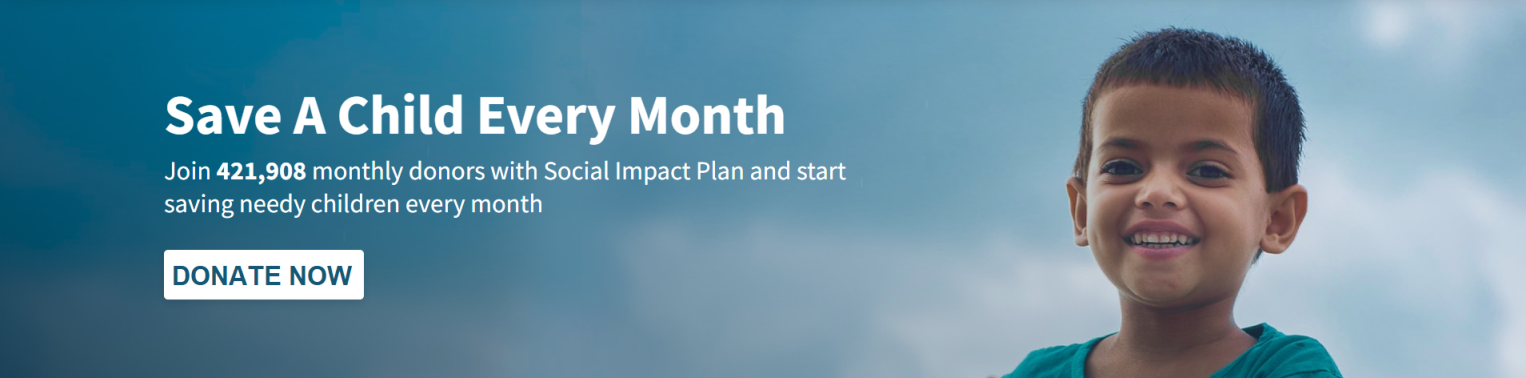 Save A Child Every Month
Join 421,908 monthly donors with Social Impact Plan and start
saving needy children every month
DONATE NOW